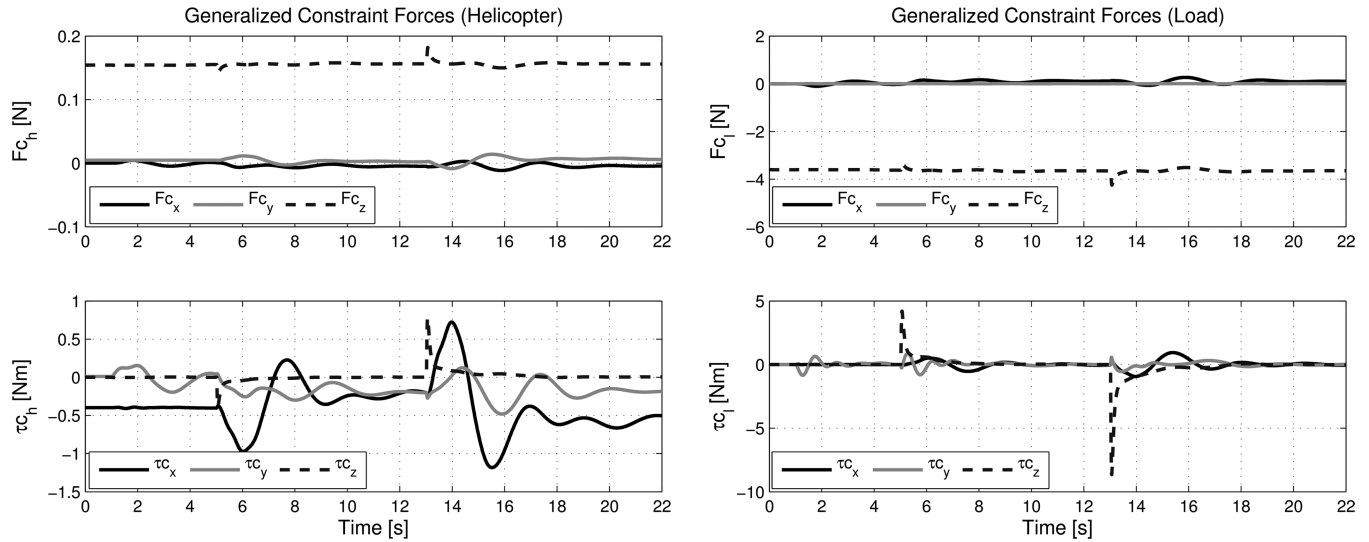 Generalized Constraint Forces (Helicopter)
0.2
0.1
0
−0.1
Fc_h [N]
Fc_x Fc_y Fc_z
0 2 4 6 8 10 12 14 16 18 20 22
Generalized Constraint Forces (Load)
2
0
−2
−4
−6
Fc_l [N]
Fc_x Fc_y Fc_z
0 2 4 6 8 10 12 14 16 18 20 22
1
0.5
0
−0.5
−1
−1.5
τc_h [Nm]
τc_x τc_y τc_z
0 2 4 6 8 10 12 14 16 18 20 22
Time [s]
5
0
−5
−10
τc_l [Nm]
τc_x τc_y τc_z
0 2 4 6 8 10 12 14 16 18 20 22
Time [s]